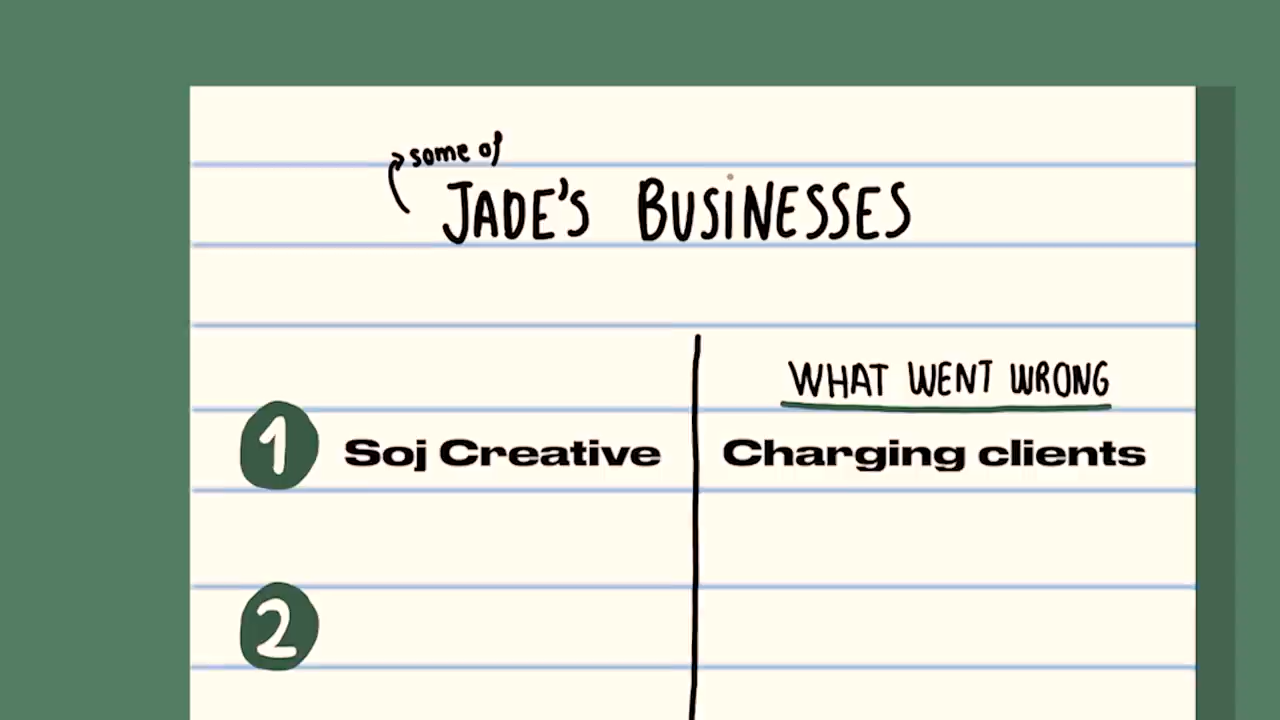 some of
JADE'S BUSiNESSES
WHAT WENT WRONG
1 Soj Creative Charging clients
2